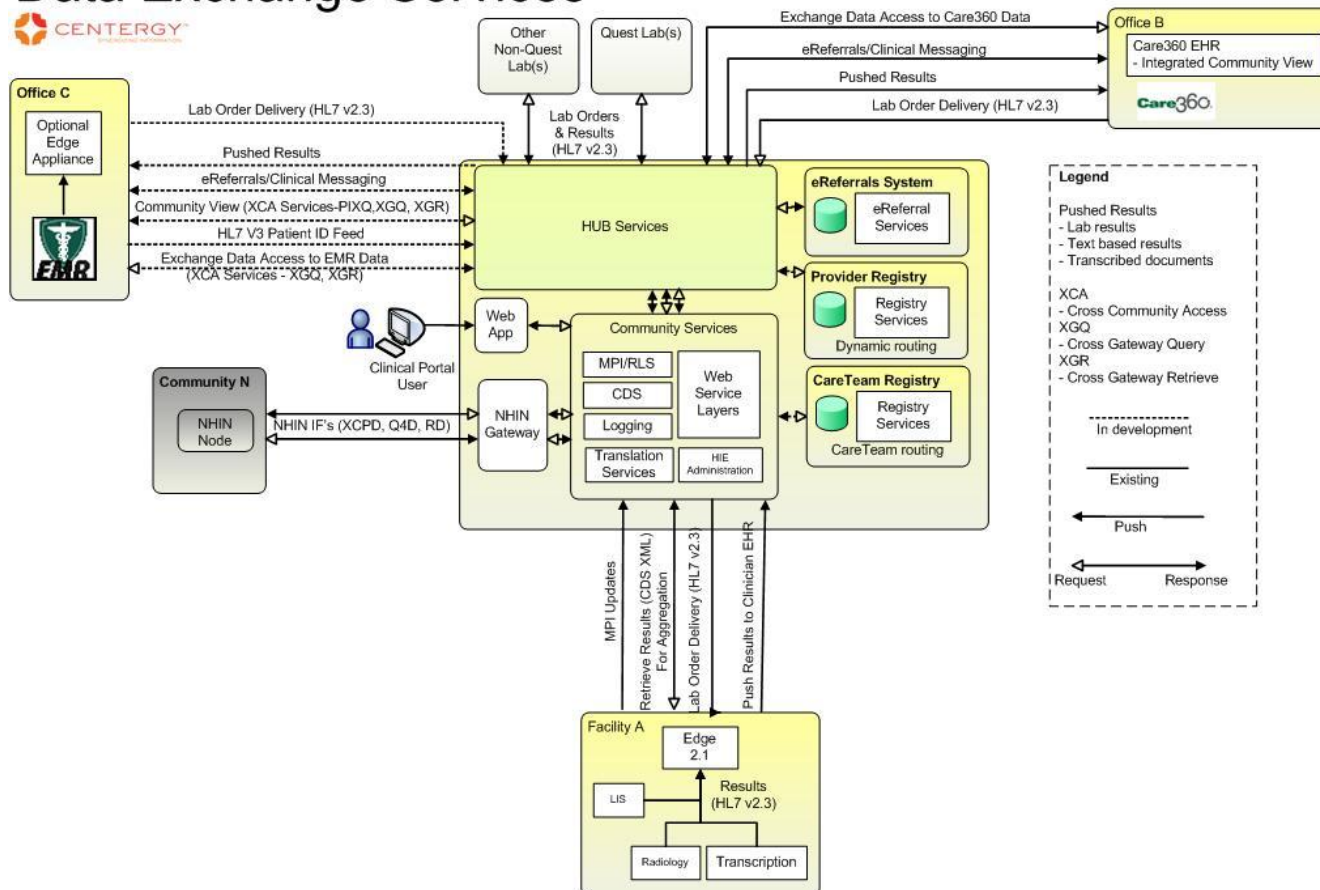 Data Exchange Services
CENTERGY™
Office C
Optional
Edge
Appliance
EMR
Lab Order Delivery (HL7 v2.3)
Pushed Results
eReferrals/Clinical Messaging
Community View (XCA Services-PIXQ,XGQ, XGR)
HL7 V3 Patient ID Feed
Exchange Data Access to EMR Data
(XCA Services - XGQ, XGR)
Other
Non-Quest
Lab(s)
Quest Lab(s)
Lab Orders
& Results
(HL7 v2.3)
Exchange Data Access to Care360 Data
eReferrals/Clinical Messaging
Pushed Results
Lab Order Delivery (HL7 v2.3)
Office B
Care360 EHR
- Integrated Community View
Care360.
HUB Services
eReferrals System
eReferral
Services
Provider Registry
Registry
Services
Dynamic routing
CareTeam Registry
Registry
Services
CareTeam routing
Web
App
Clinical Portal
User
Community Services
MPI/RLS
CDS
Logging
Translation
Services
Web
Service
Layers
HIE
Administration
NHIN
Gateway
Community N
NHIN
Node
NHIN IF's (XCPD, Q4D, RD)
Legend
Pushed Results
- Lab results
- Text based results
- Transcribed documents
XCA
- Cross Community Access
XGQ
- Cross Gateway Query
XGR
- Cross Gateway Retrieve
In development
Existing
Push
Request
Response
MPI Updates
Retrieve Results (CDS XML)
For Aggregation
Lab Order Delivery (HL7 v2.3)
Push Results to Clinician EHR
Facility A
Edge
2.1
LIS
Results
(HL7 v2.3)
Radiology
Transcription